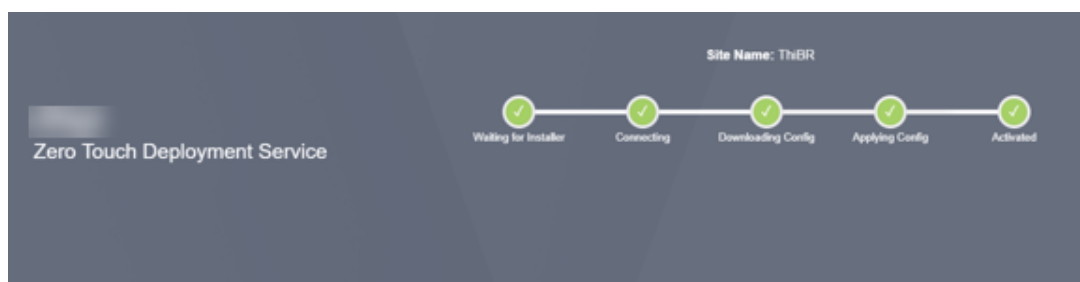 Site Name: ThiBR
Waiting for Installer
Connecting
Downloading Config
Applying Config
Activated
Zero Touch Deployment Service